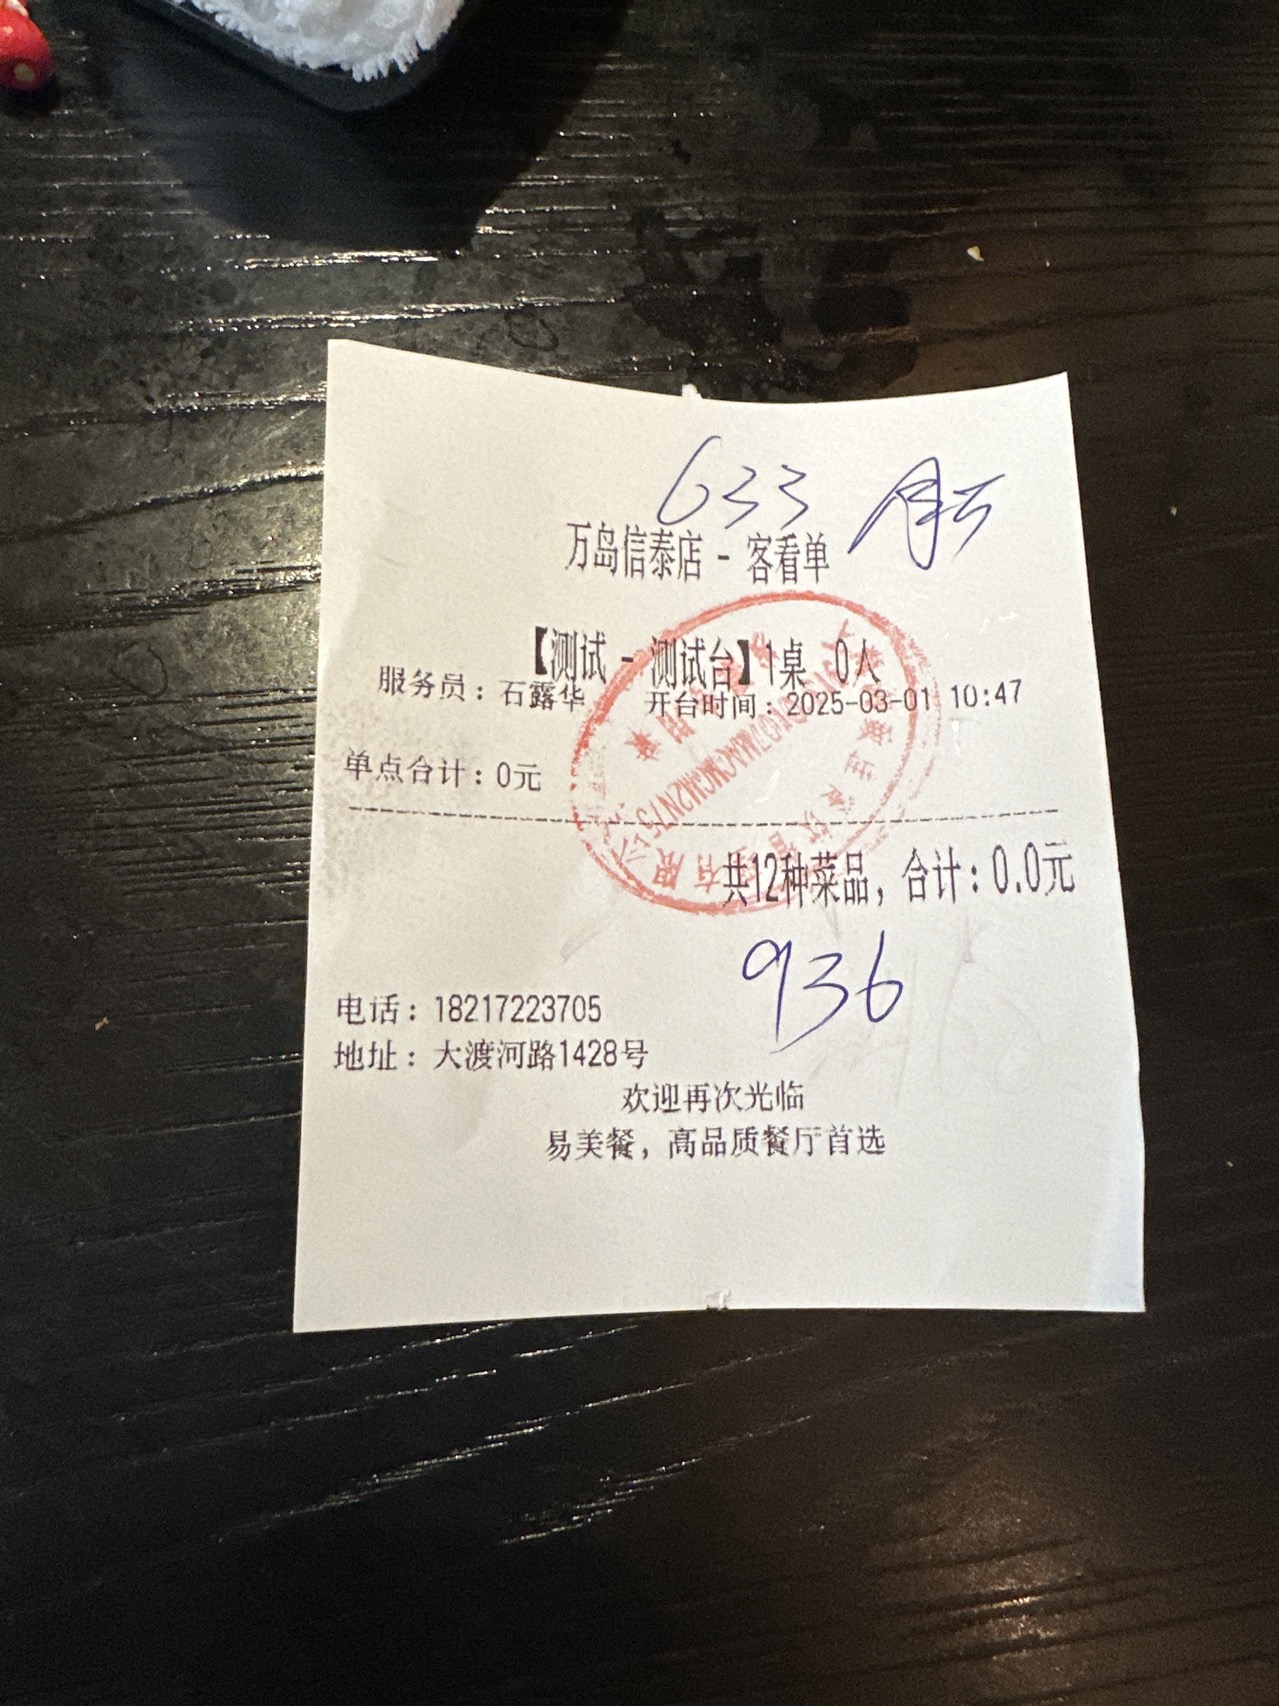 633
万岛信泰店 - 客看单
【测试 - 测试台】1桌 0人
服务员：石露华 开台时间：2025-03-01 10:47
单点合计：0元
共12种菜品，合计：0.0元
936
电话：18217223705
地址：大渡河路1428号
欢迎再次光临
易美餐，高品质餐厅首选